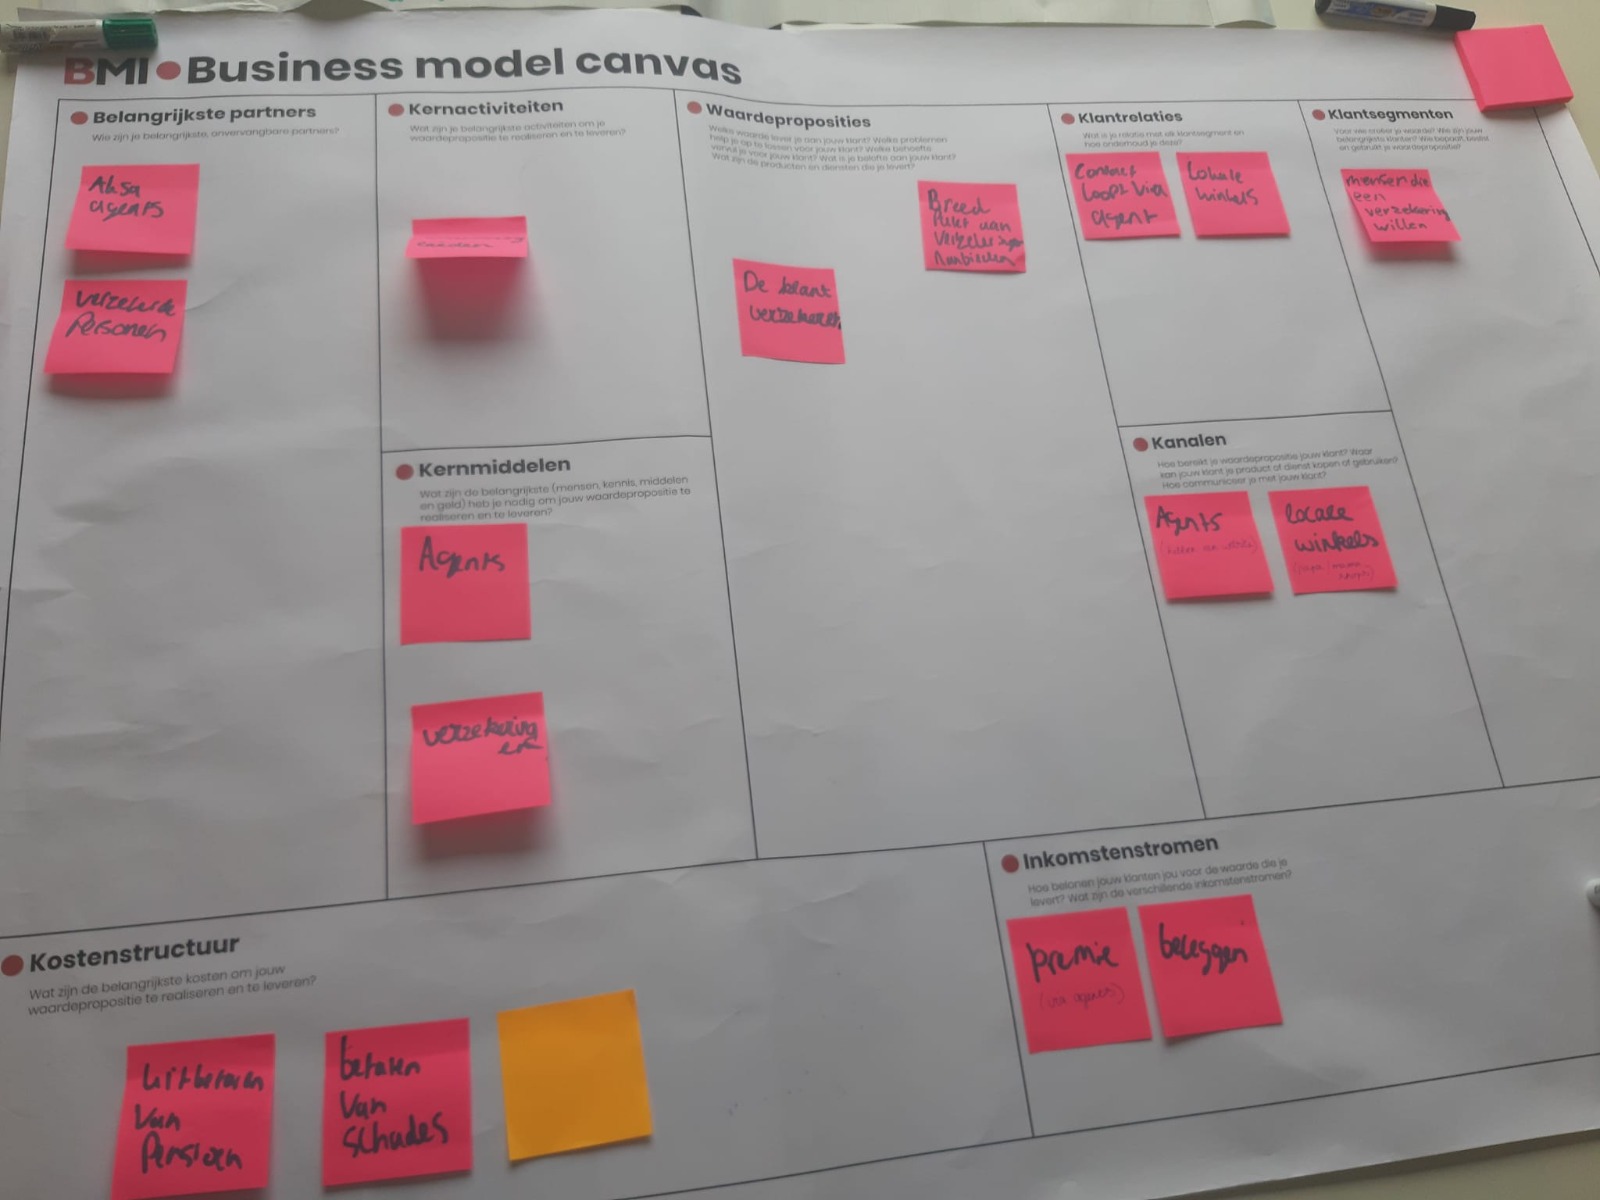 BMI Business model canvas
Belangrijkste partners
Wie zijn je belangrijkste, onvervangbare partners?
Ahsa
agents
verzekerde
Personen
Kernactiviteiten
Wat zijn je belangrijkste activiteiten om je
waardepropositie te realiseren en te leveren?
Kernmiddelen
Wat zijn de belangrijkste (mensen, kennis, middelen
en geld) heb je nodig om jouw waardepropositie te
realiseren en te leveren?
Agents
verzekering
en
Waardeproposities
Welke waarde lever je aan jouw klant? Welke problemen
help je op te lossen voor jouw klant? Welke behoefte
vervul je voor jouw klant? Wat is je belofte aan jouw klant?
Wat zijn de producten en diensten die je levert?
Breed
van
De klant
verzekeren
Klantrelaties
Wat is je relatie met elk klantsegment en
hoe onderhoud je deze?
Contact
Loopt via
agent
Lokale
winkels
Kanalen
Hoe bereikt je waardepropositie jouw klant? Waar
kan jouw klant je product of dienst kopen of gebruiken?
Hoe communiceer je met jouw klant?
Agents
locale
winkels
Klantsegmenten
Voor wie creëer je waarde? Wie zijn jouw
belangrijkste klanten? Wie bepaalt, beslist
en gebruikt je waardepropositie?
mensen die
een
verzekering
willen
Kostenstructuur
Wat zijn de belangrijkste kosten om jouw
waardepropositie te realiseren en te leveren?
Uitbetalen
Van
Pensioen
betalen
Van
schades
Inkomstenstromen
Hoe belonen jouw klanten jou voor de waarde die je
levert? Wat zijn de verschillende inkomstenstromen?
premie
(via agents)
beleggen